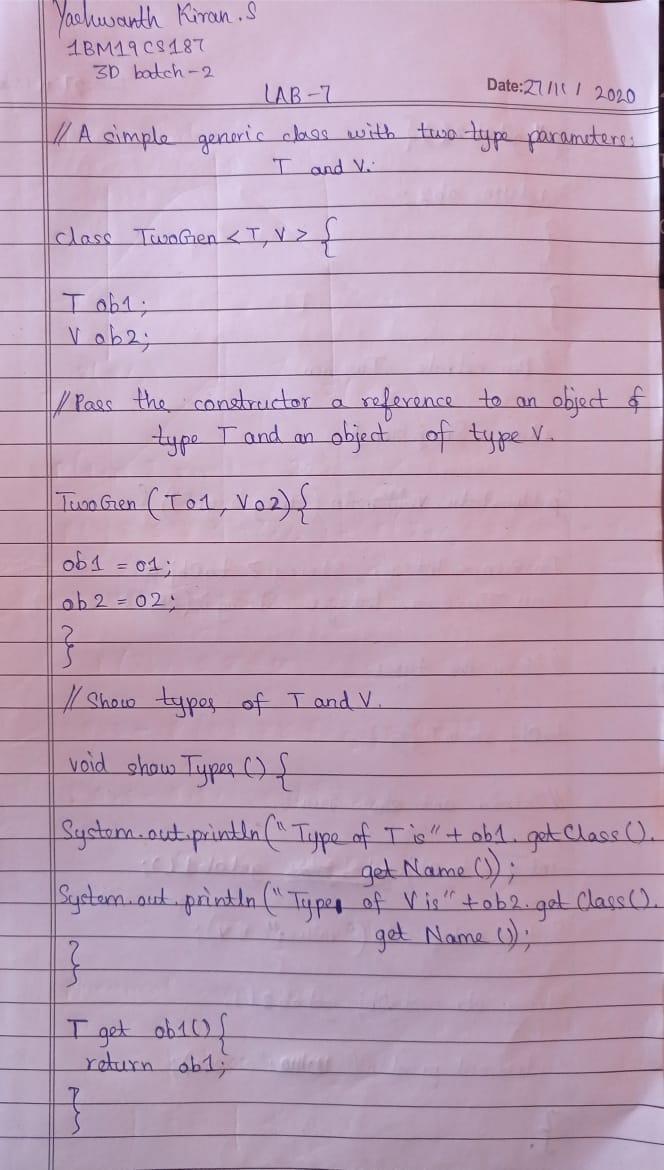 Yashwanth Kiran.S
1BM19CS187
3D batch-2
LAB-7
Date:27/11/2020
// A simple generic class with two type parameters:
T and V.
class TwoGen <T, V> {
T ob1;
V ob2;
// Pass the constructor a reference to an object of
type T and an object of type V.
TwoGen (T o1, V o2) {
ob1 = o1;
ob2 = o2;
}
// Show types of T and V.
void show Types () {
System.out.println(" Type of T is" + ob1. get Class ().
get Name ());
System.out.println (" Type of V is" + ob2. get Class().
get Name ());
}
T get ob1() {
return ob1;
}